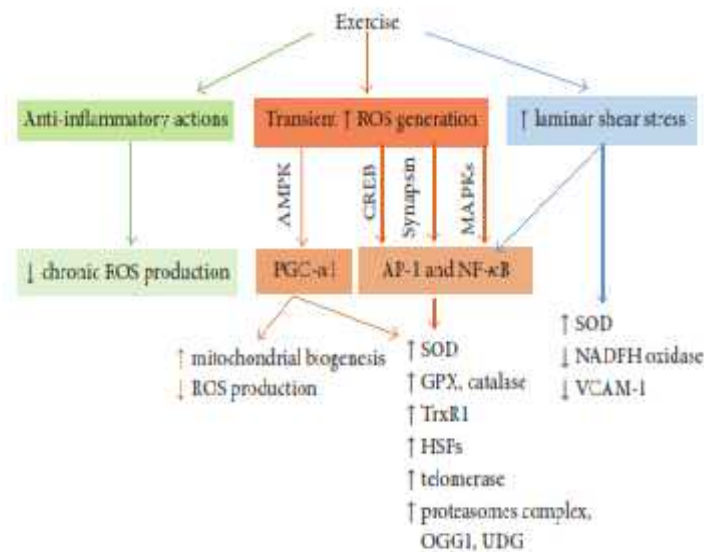 Exercise
Anti-inflammatory actions
Transient ↑ ROS generation
↑ laminar shear stress
AMPK
CREB
Synapsin
MAPKs
↓ chronic ROS production
PGC-α1
AP-1 and NF-κB
↑ mitochondrial biogenesis
↓ ROS production
↑ SOD
↑ GPX, catalase
↑ TrxR1
↑ HSFs
↑ telomerase
↑ proteasomes complex,
OGG1, UDG
↑ SOD
↓ NADFH oxidase
↓ VCAM-1